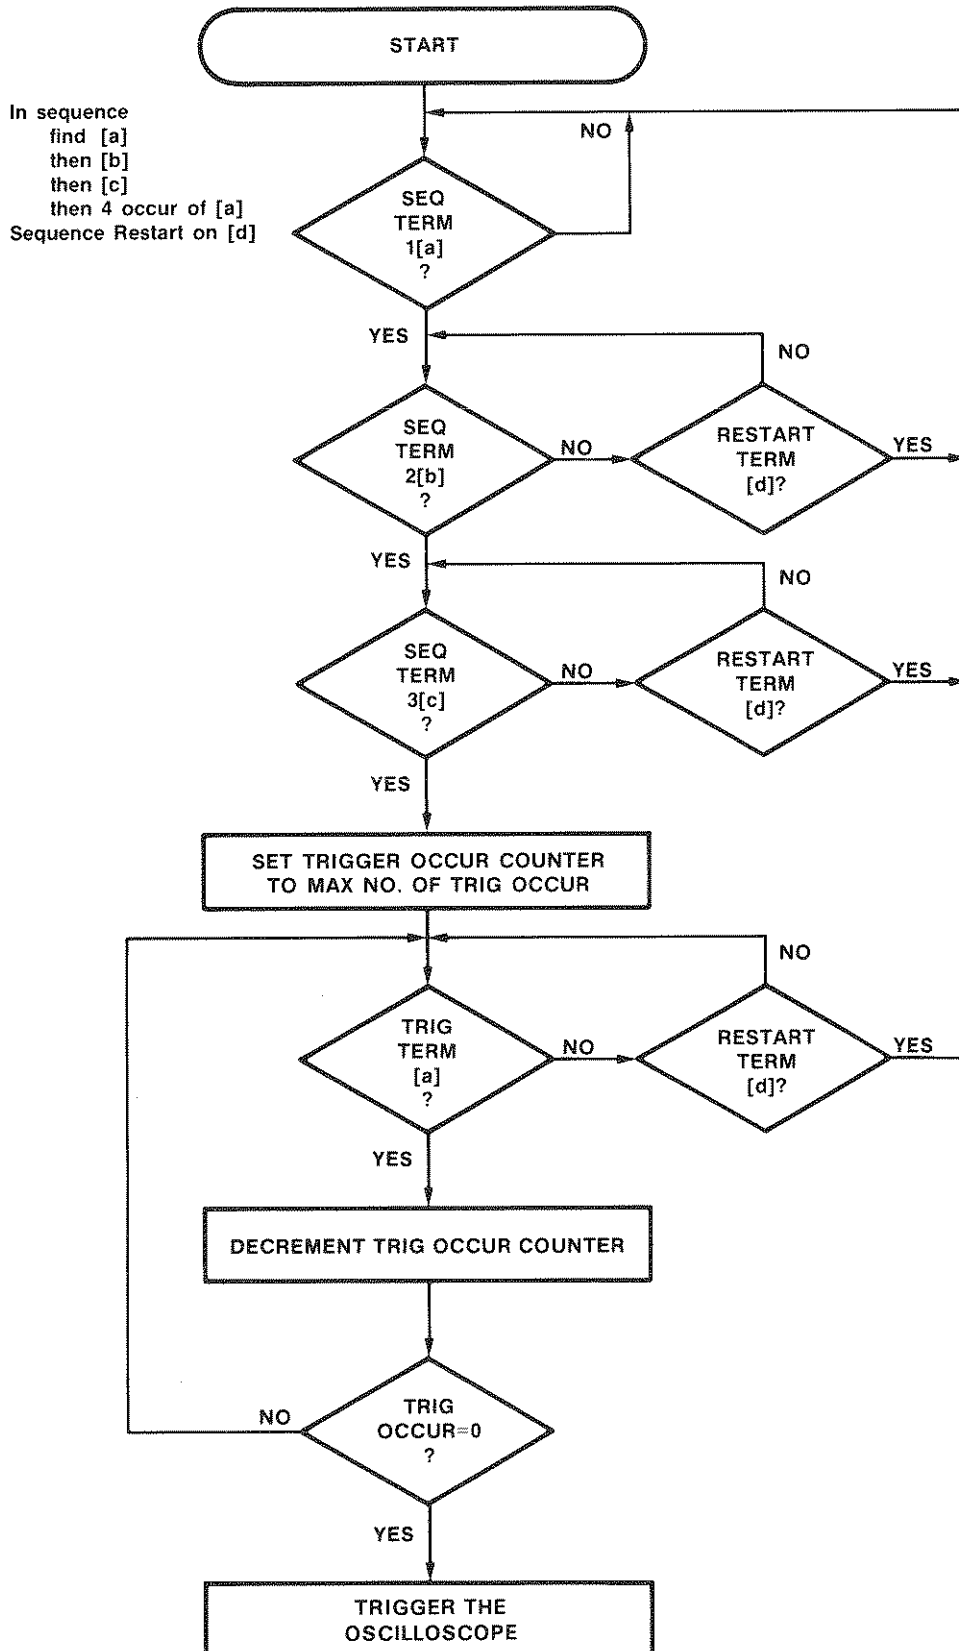 START
In sequence
find [a]
then [b]
then [c]
then 4 occur of [a]
Sequence Restart on [d]
NO
SEQ
TERM
1[a]
?
YES
NO
SEQ
TERM
2[b]
?
NO
RESTART
TERM
[d]?
YES
YES
NO
SEQ
TERM
3[c]
?
NO
RESTART
TERM
[d]?
YES
YES
SET TRIGGER OCCUR COUNTER
TO MAX NO. OF TRIG OCCUR
NO
TRIG
TERM
[a]
?
NO
RESTART
TERM
[d]?
YES
YES
DECREMENT TRIG OCCUR COUNTER
TRIG
OCCUR=0
?
NO
YES
TRIGGER THE
OSCILLOSCOPE